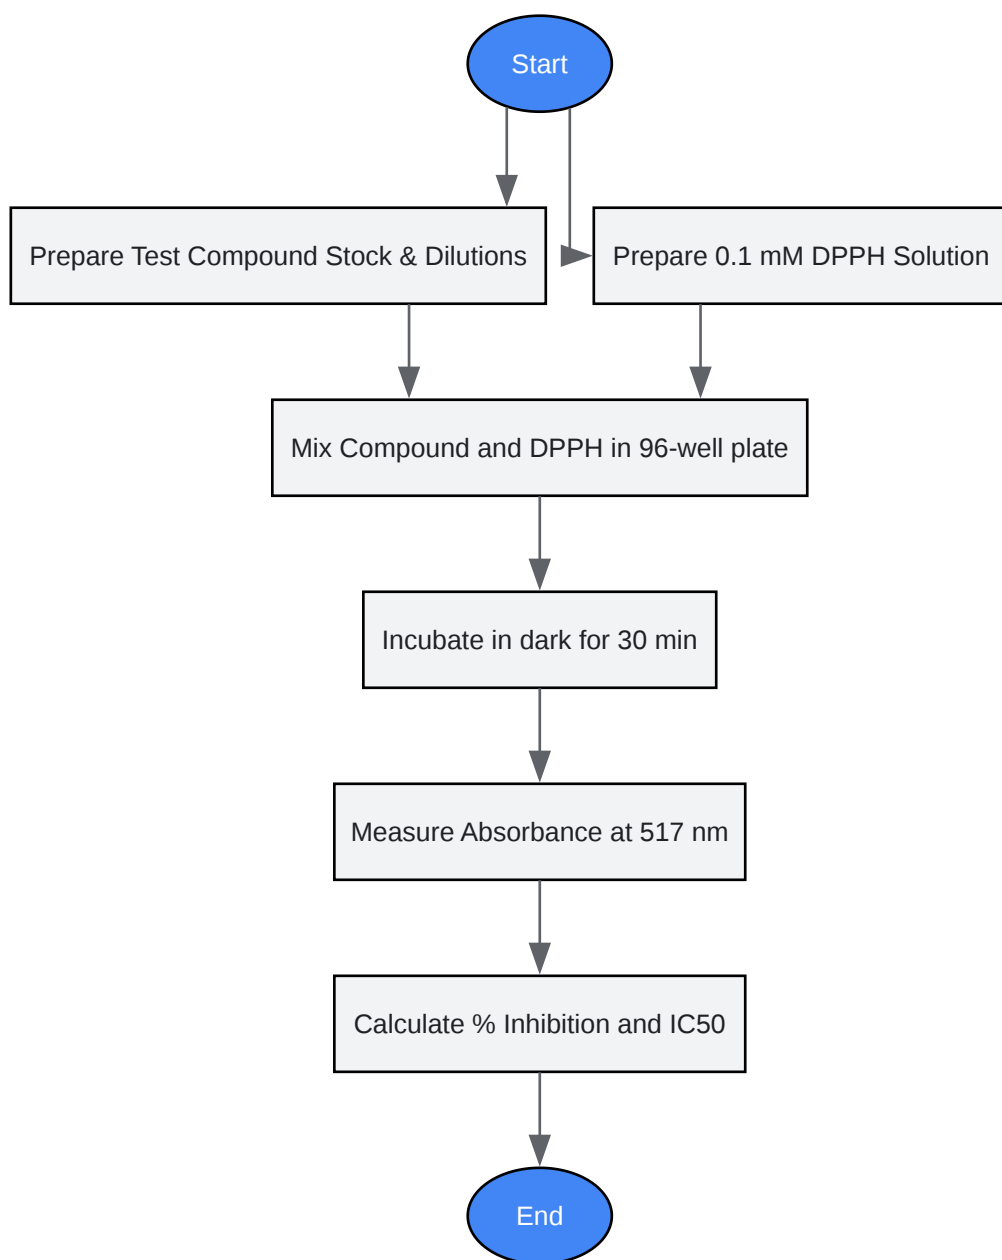 Start
Prepare Test Compound Stock & Dilutions
Prepare 0.1 mM DPPH Solution
Mix Compound and DPPH in 96-well plate
Incubate in dark for 30 min
Measure Absorbance at 517 nm
Calculate % Inhibition and IC50
End